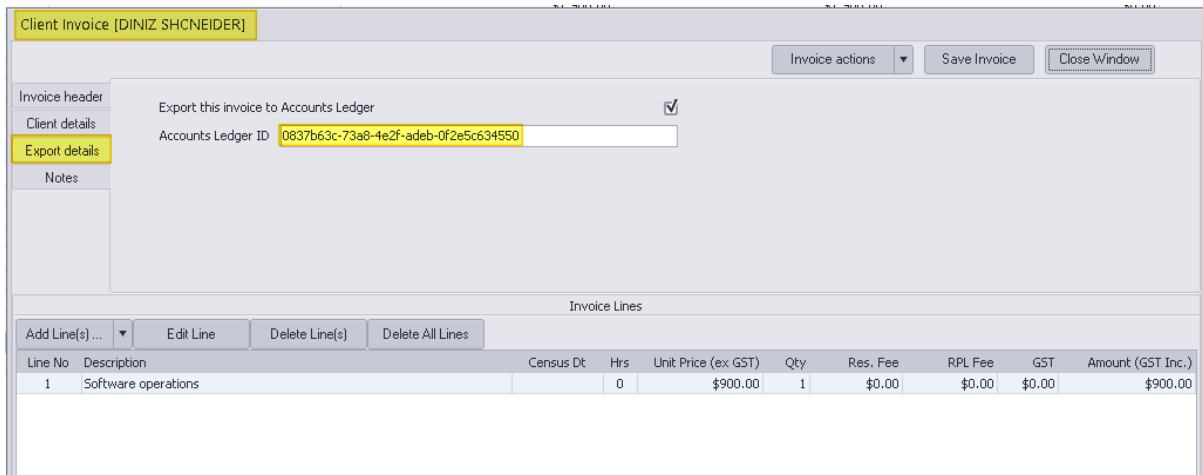 Client Invoice [DINIZ SHCNEIDER]
Invoice actions Save Invoice Close Window
Invoice header
Export this invoice to Accounts Ledger
Client details
Accounts Ledger ID 0837b63c-73a8-4e2f-adeb-0f2e5c634550
Export details
Notes
Invoice Lines
Add Line(s) ... Edit Line Delete Line(s) Delete All Lines
Line No Description Census Dt Hrs Unit Price (ex GST) Qty Res. Fee RPL Fee GST Amount (GST Inc.)
1 Software operations 0 $900.00 1 $0.00 $0.00 $0.00 $900.00